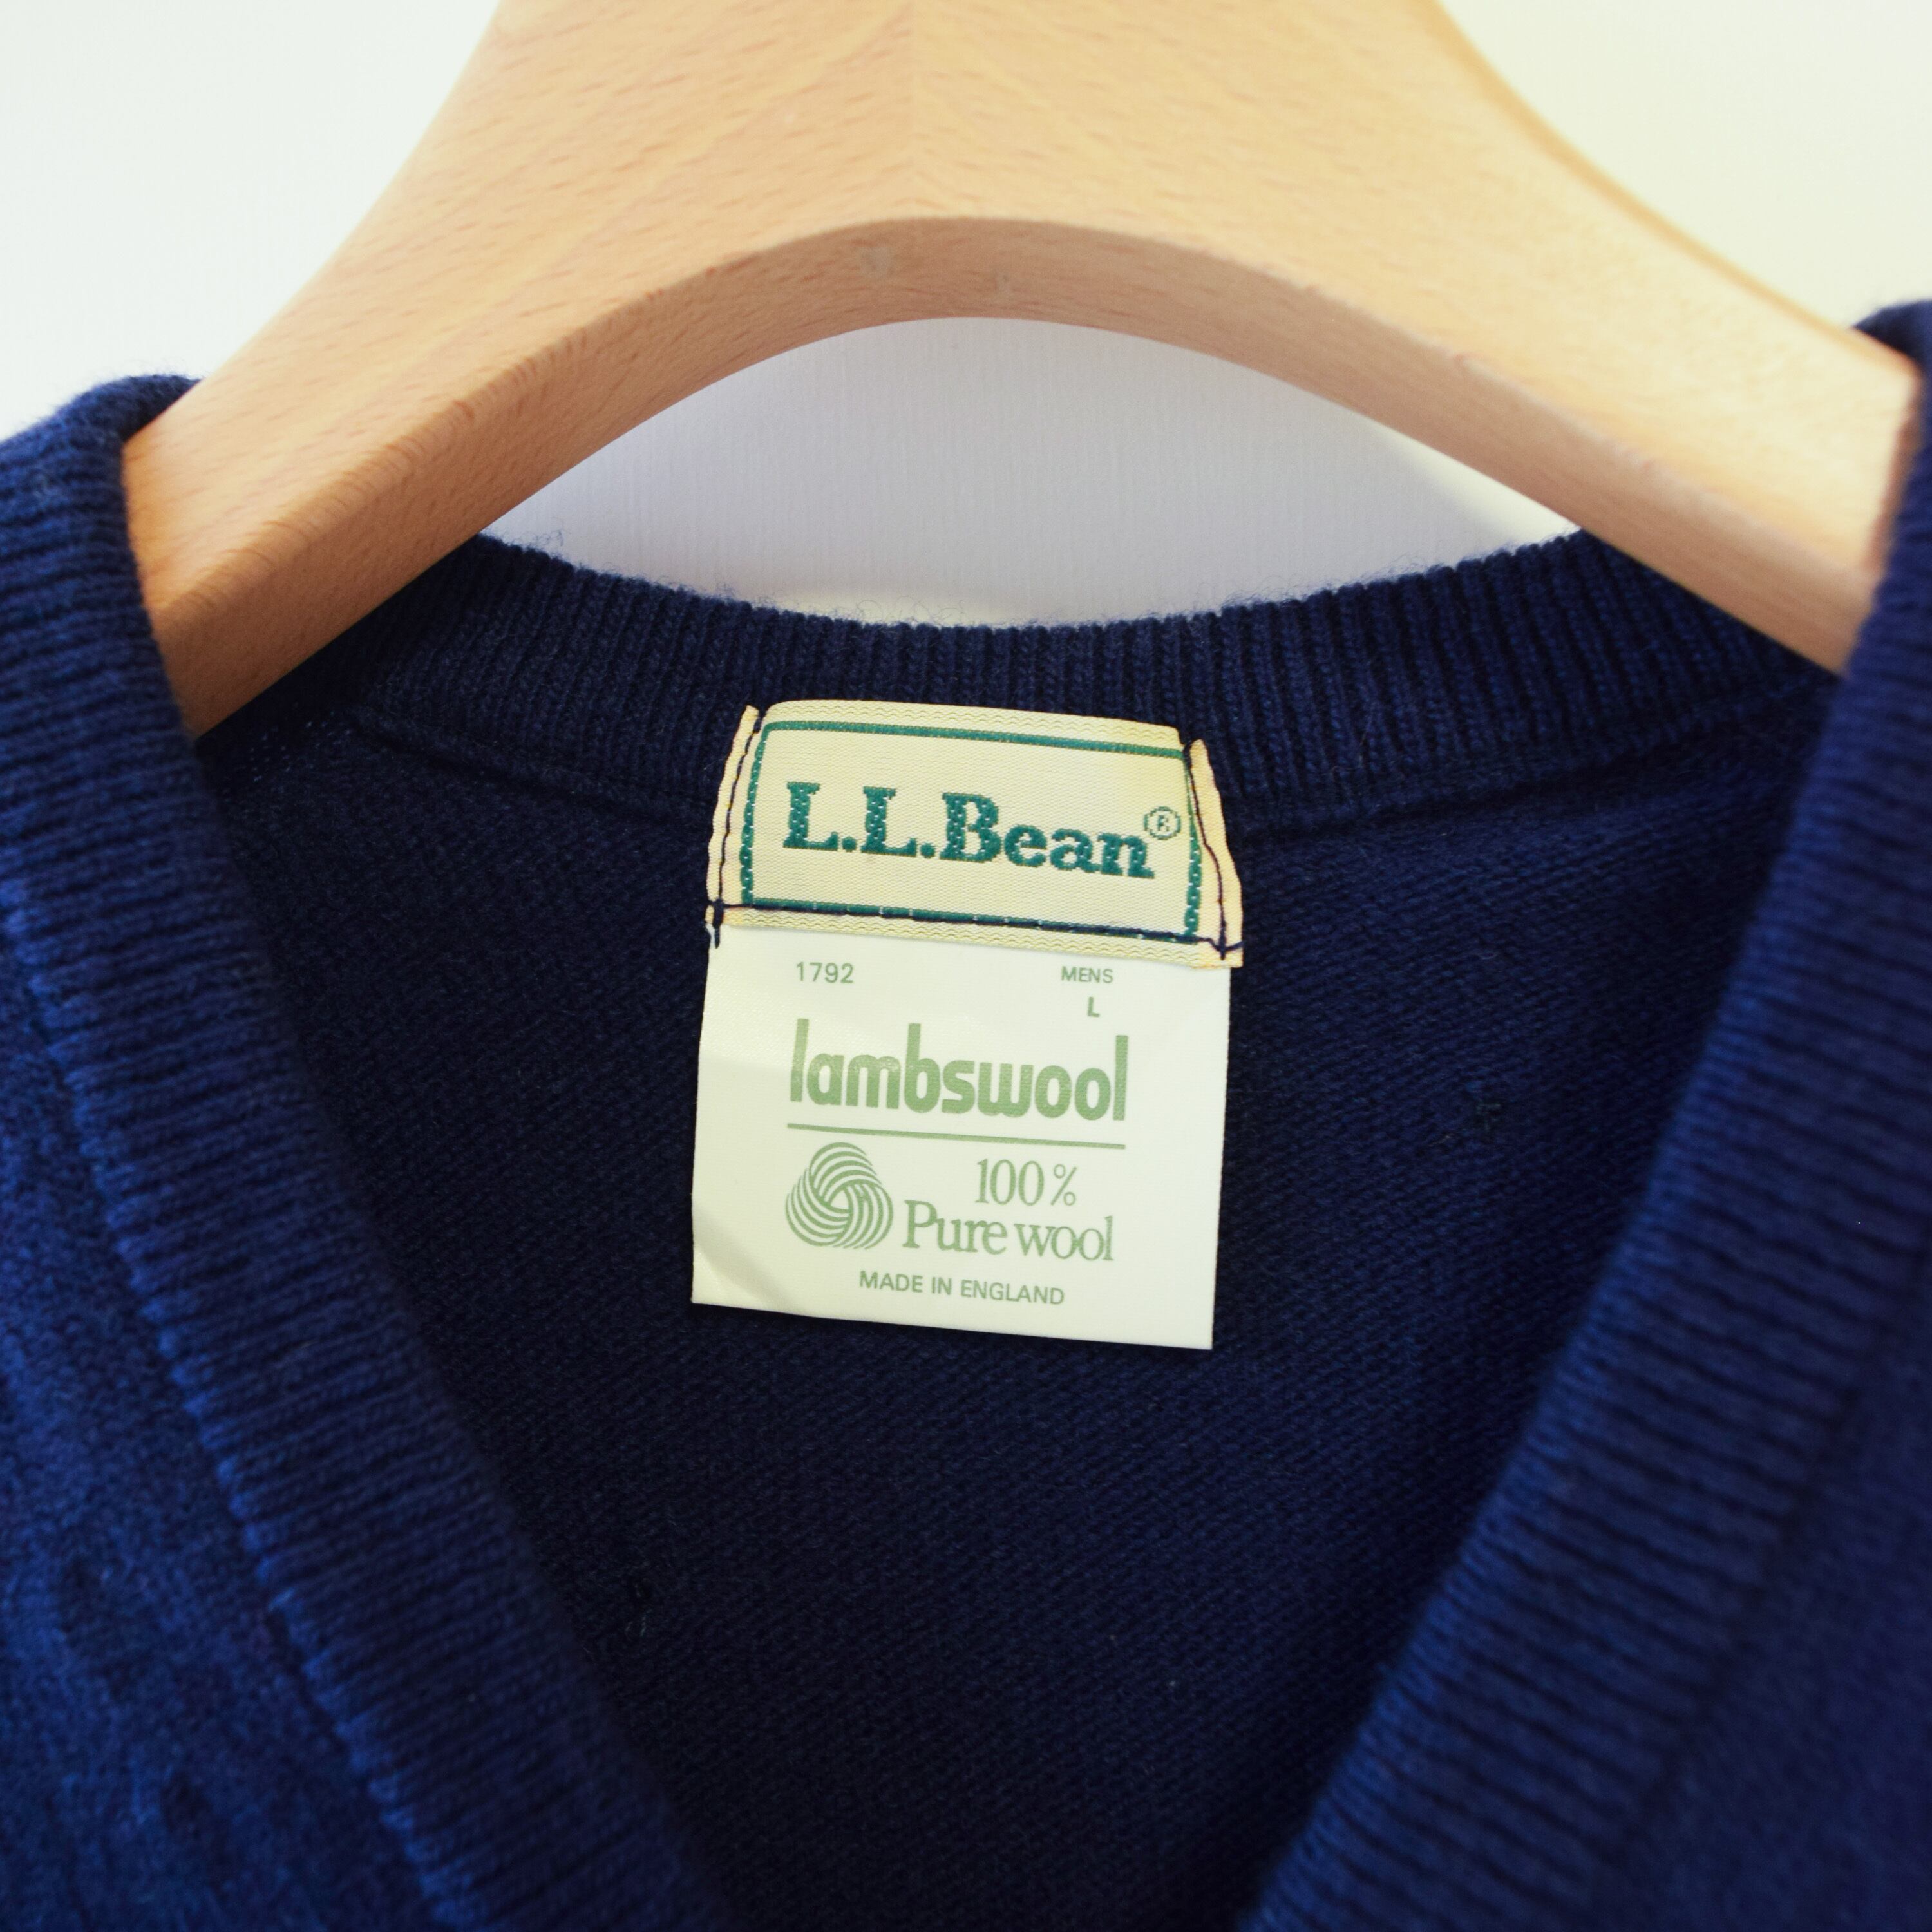 L.L.Bean®
1792 MENS
L
lambswool
100%
Pure wool
MADE IN ENGLAND